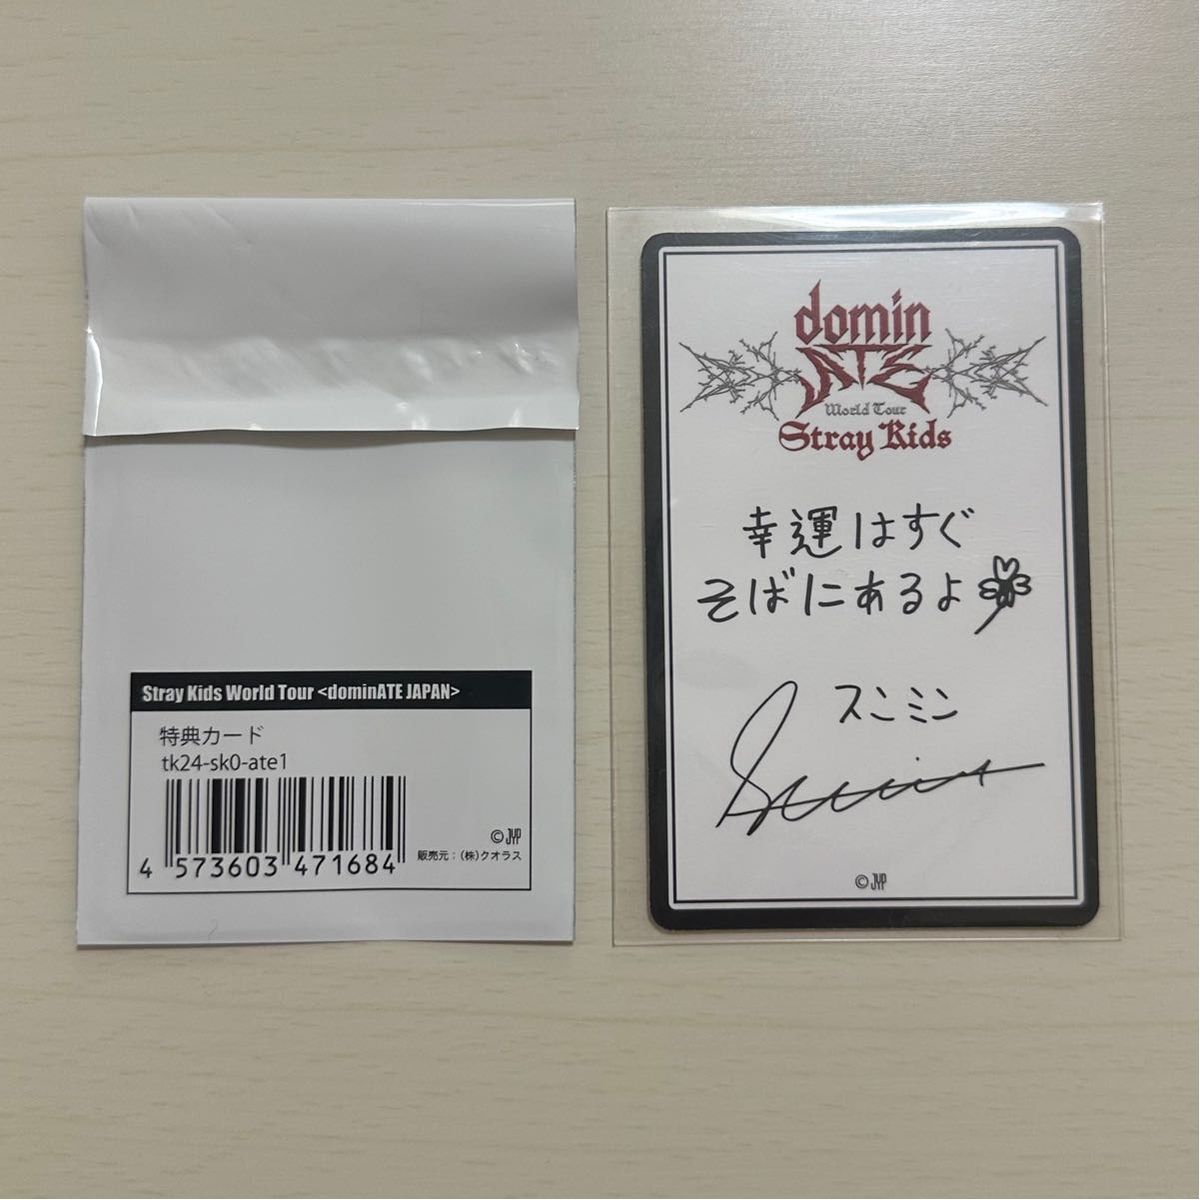 Stray Kids World Tour <dominATE JAPAN>
特典カード
tk24-sk0-ate1
4 573603 471684
© JYP
販売元：(株)クオラス
domin
ATE
World Tour
Stray Kids
幸運はすぐ
そばにあるよ
スンミン
© JYP